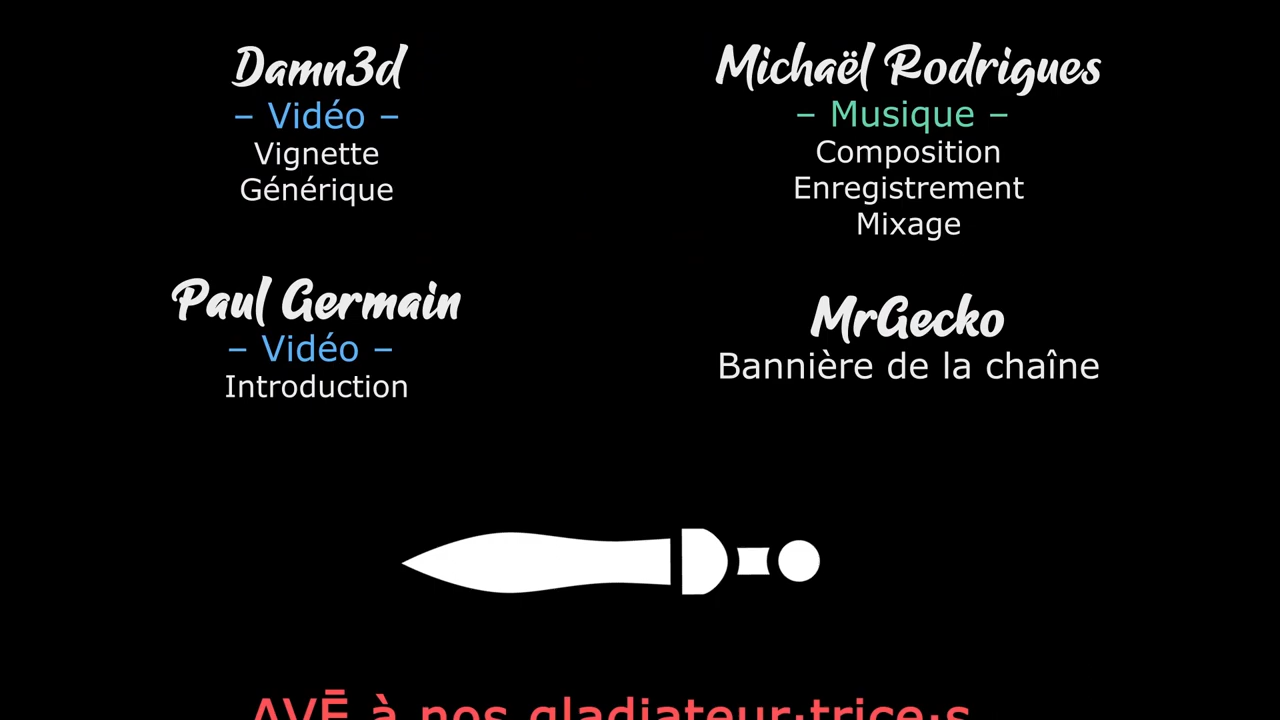 Damn3d
– Vidéo –
Vignette
Générique
Michaël Rodrigues
– Musique –
Composition
Enregistrement
Mixage
Paul Germain
– Vidéo –
Introduction
MrGecko
Bannière de la chaîne
AVĒ à nos gladiateur·trice·s